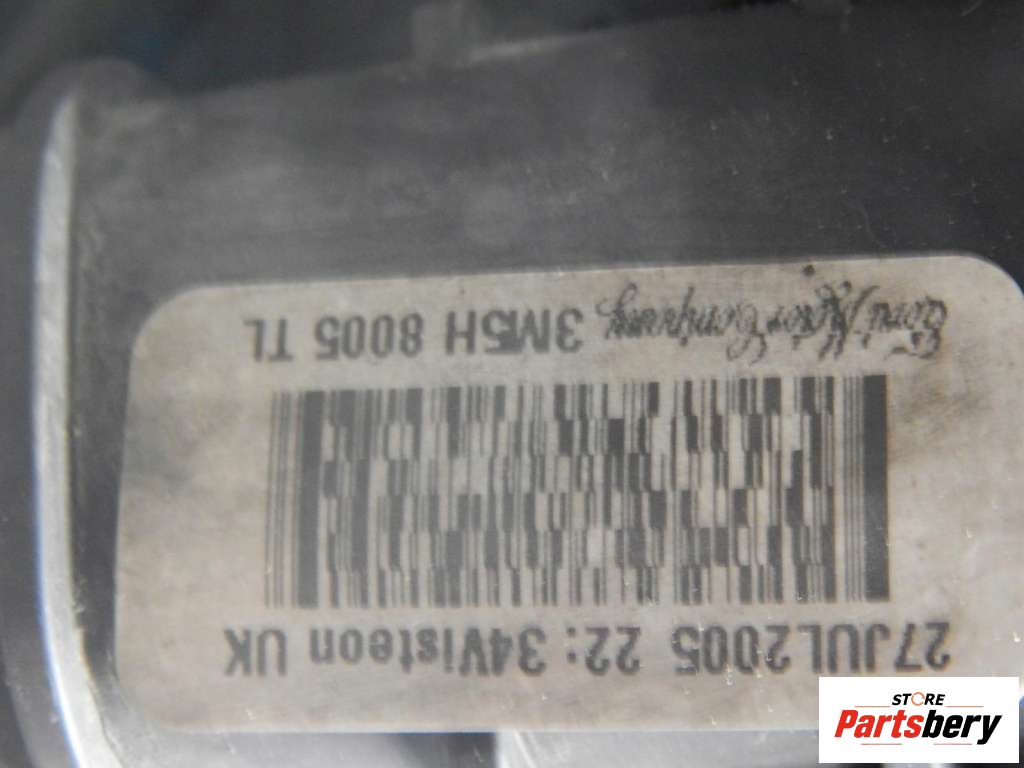 27JUL2005 22:34Visteon UK
Ford Motor Company 3M5H 8005 TL
STORE
Partsbery